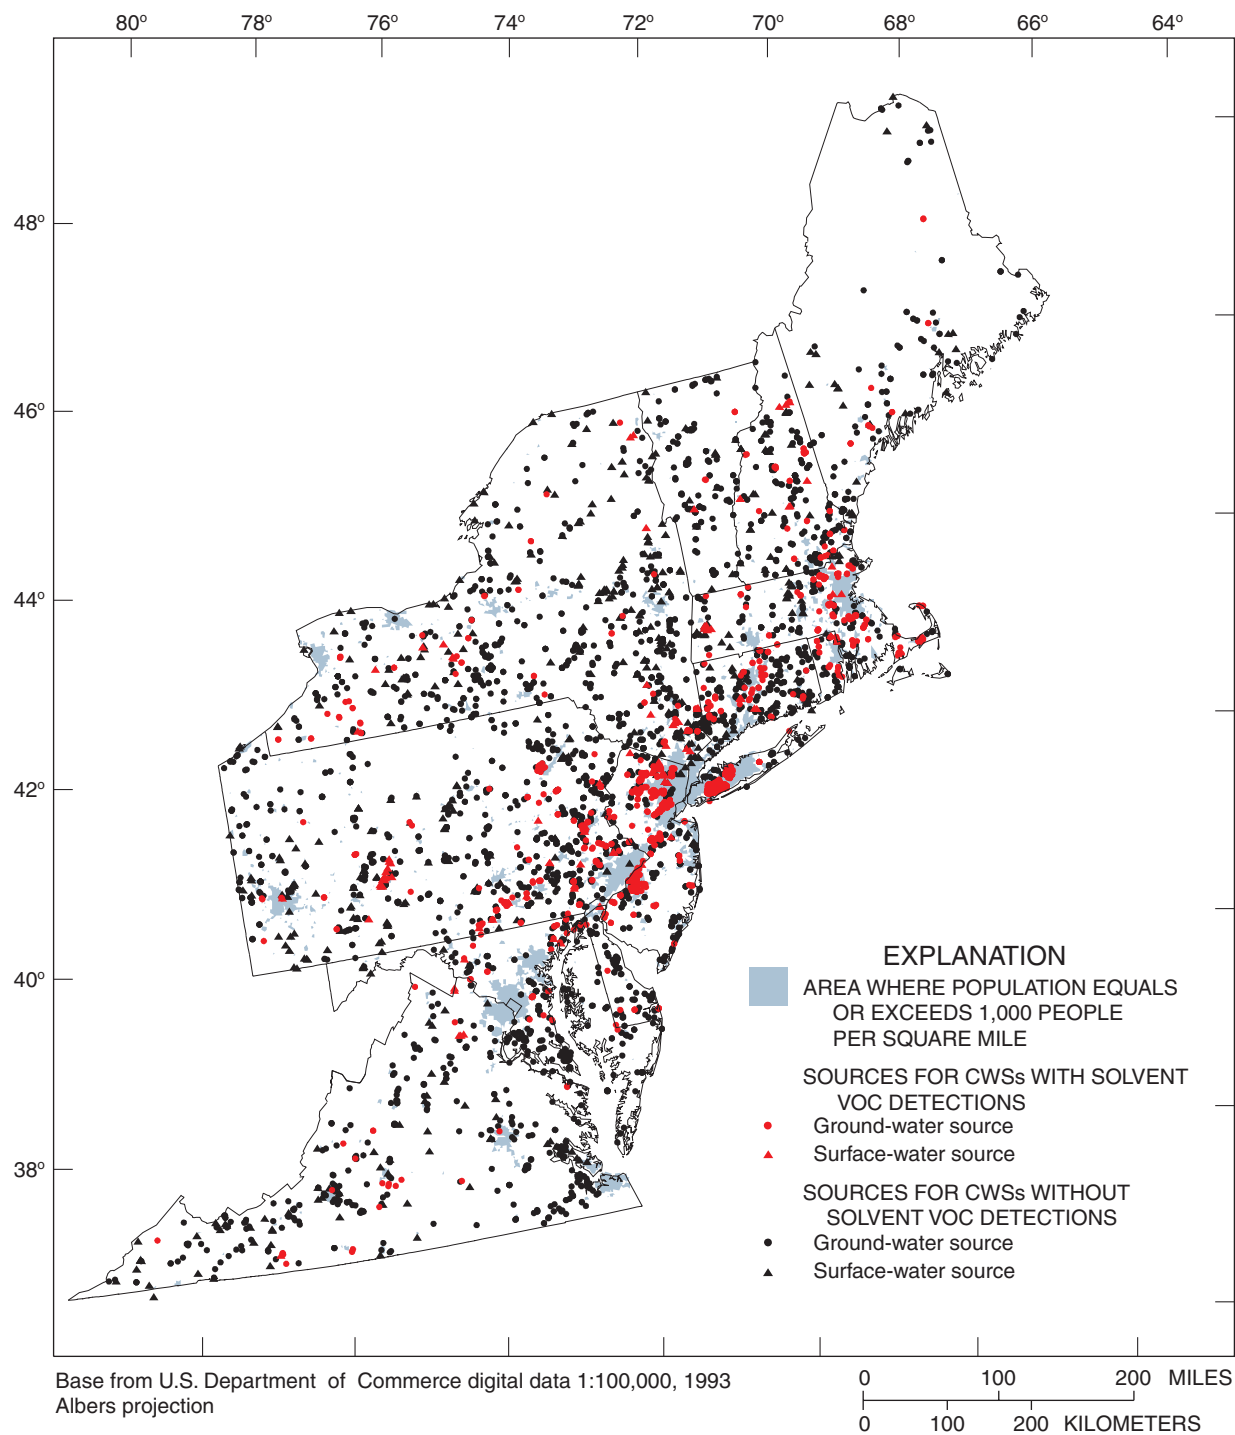 80º 78º 76º 74º 72º 70º 68º 66º 64º
48º
46º
44º
42º
40º
38º
EXPLANATION
AREA WHERE POPULATION EQUALS
OR EXCEEDS 1,000 PEOPLE
PER SQUARE MILE
SOURCES FOR CWSs WITH SOLVENT
VOC DETECTIONS
Ground-water source
Surface-water source
SOURCES FOR CWSs WITHOUT
SOLVENT VOC DETECTIONS
Ground-water source
Surface-water source
Base from U.S. Department of Commerce digital data 1:100,000, 1993
Albers projection
0 100 200 MILES
0 100 200 KILOMETERS